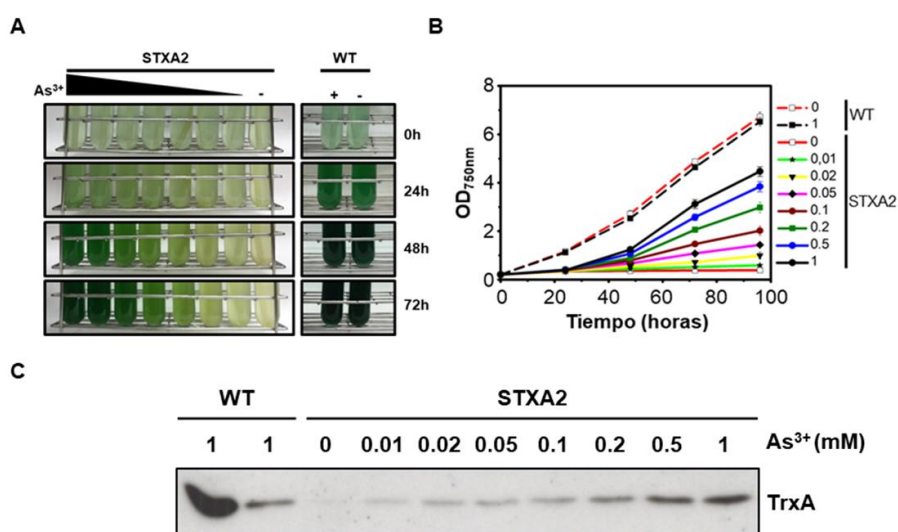 A
STXA2
WT
As³⁺
-
+ -
0h
24h
48h
72h
B
8
6
4
2
0
OD750nm
0 20 40 60 80 100
Tiempo (horas)
0
1
WT
0
0,01
0.02
0.05
0.1
0.2
0.5
1
STXA2
C
WT STXA2
1 1 0 0.01 0.02 0.05 0.1 0.2 0.5 1 As³⁺(mM)
TrxA